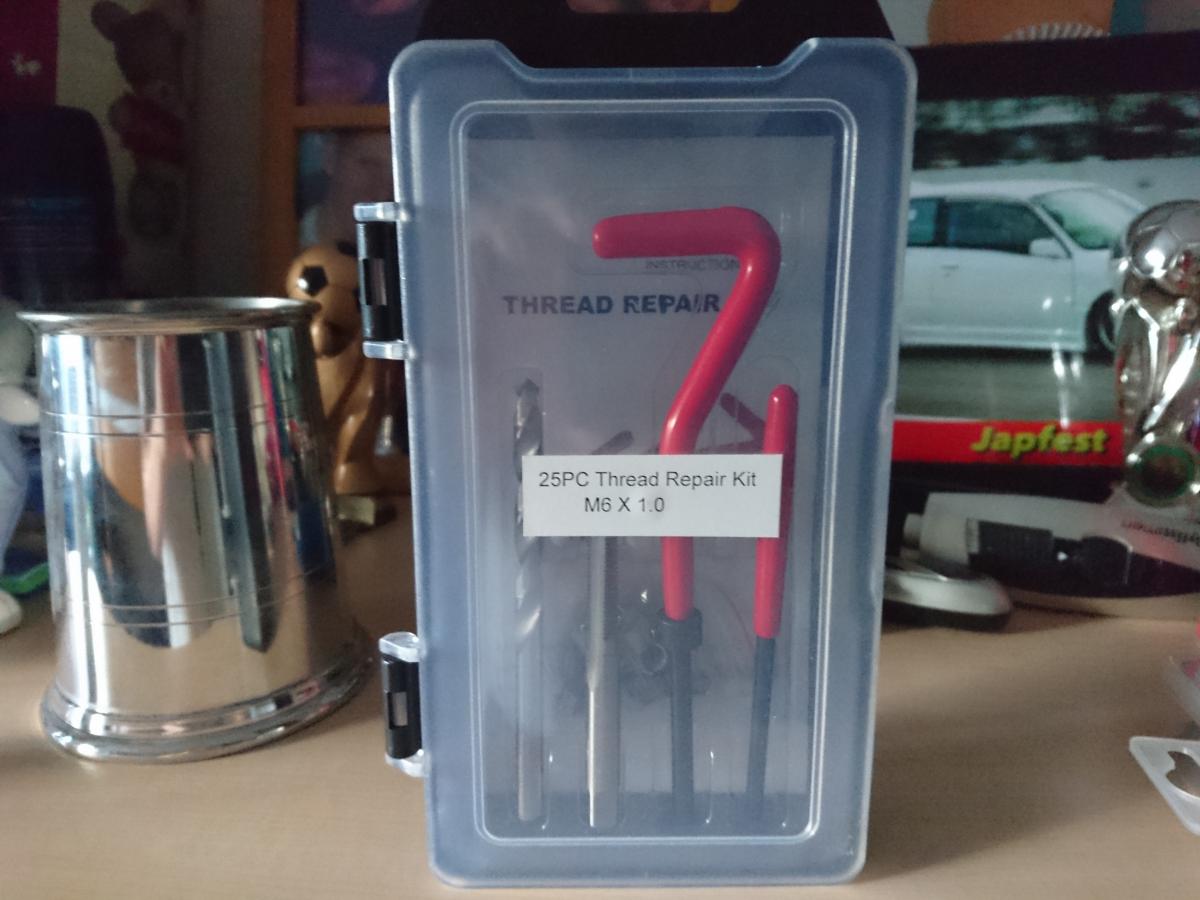 INSTRUCTION
THREAD REPAIR
25PC Thread Repair Kit
M6 X 1.0
Japfest